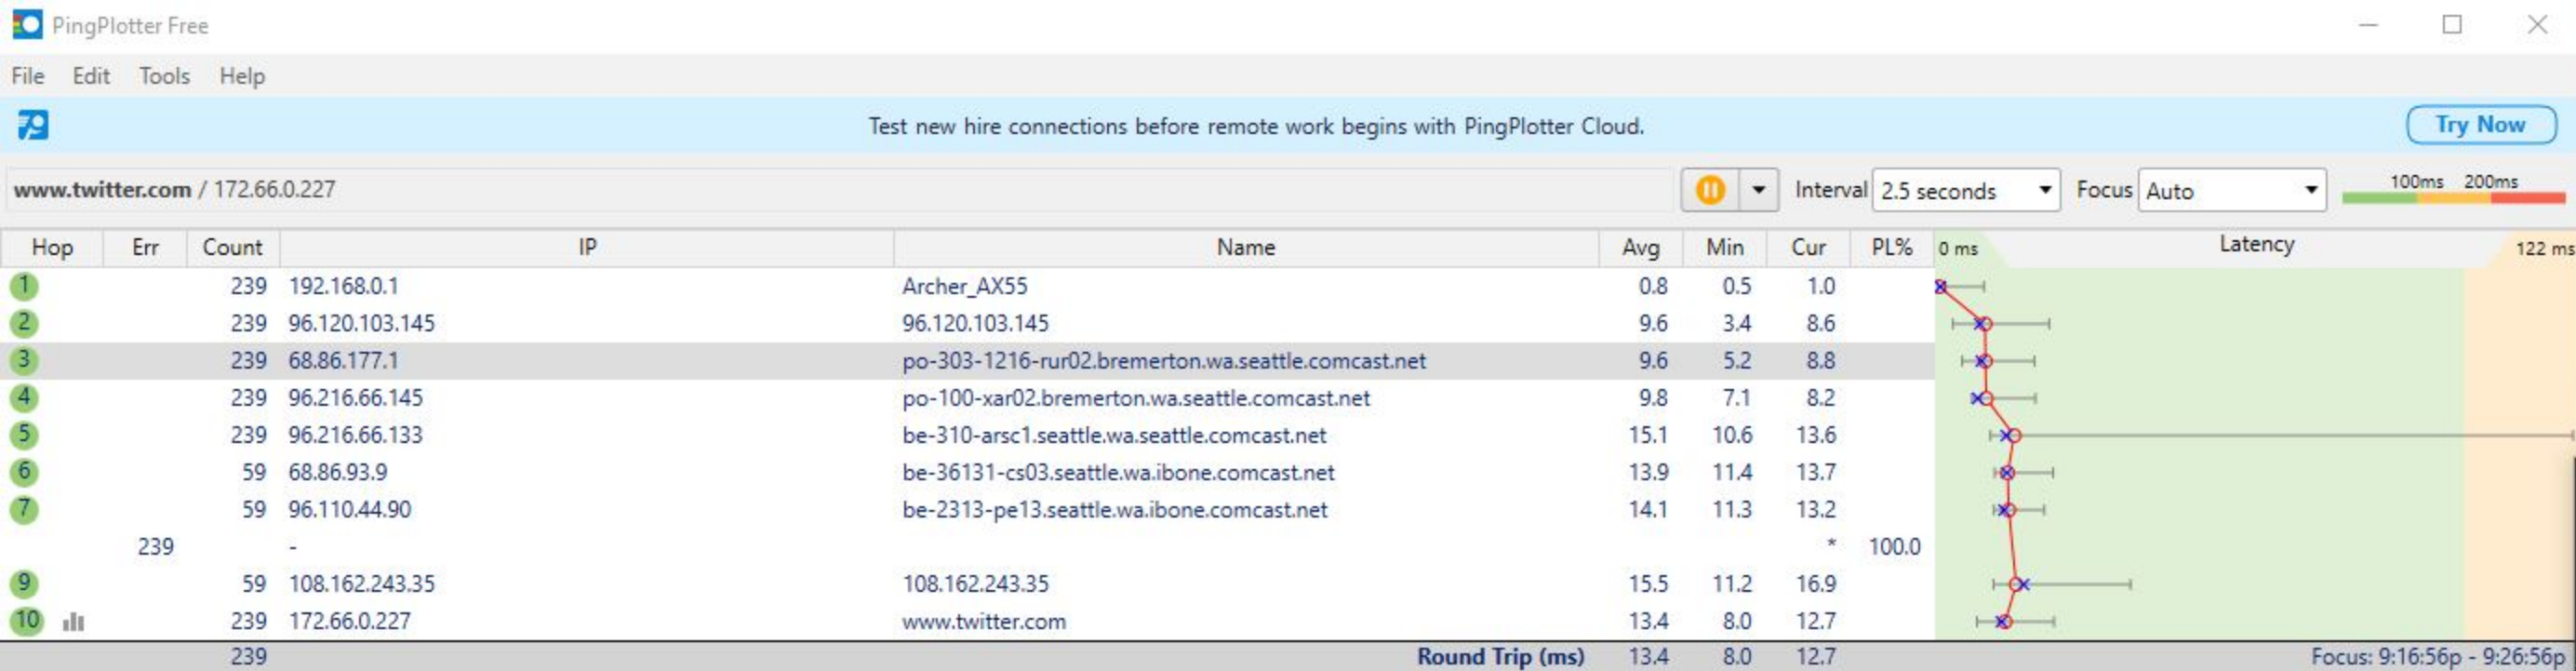 PingPlotter Free
File Edit Tools Help
Test new hire connections before remote work begins with PingPlotter Cloud. Try Now
www.twitter.com / 172.66.0.227 Interval 2.5 seconds Focus Auto 100ms 200ms
Hop Err Count IP Name Avg Min Cur PL% 0 ms Latency 122 ms
1 239 192.168.0.1 Archer_AX55 0.8 0.5 1.0
2 239 96.120.103.145 96.120.103.145 9.6 3.4 8.6
3 239 68.86.177.1 po-303-1216-rur02.bremerton.wa.seattle.comcast.net 9.6 5.2 8.8
4 239 96.216.66.145 po-100-xar02.bremerton.wa.seattle.comcast.net 9.8 7.1 8.2
5 239 96.216.66.133 be-310-arsc1.seattle.wa.seattle.comcast.net 15.1 10.6 13.6
6 59 68.86.93.9 be-36131-cs03.seattle.wa.ibone.comcast.net 13.9 11.4 13.7
7 59 96.110.44.90 be-2313-pe13.seattle.wa.ibone.comcast.net 14.1 11.3 13.2
239 - * 100.0
9 59 108.162.243.35 108.162.243.35 15.5 11.2 16.9
10 239 172.66.0.227 www.twitter.com 13.4 8.0 12.7
239 Round Trip (ms) 13.4 8.0 12.7 Focus: 9:16:56p - 9:26:56p